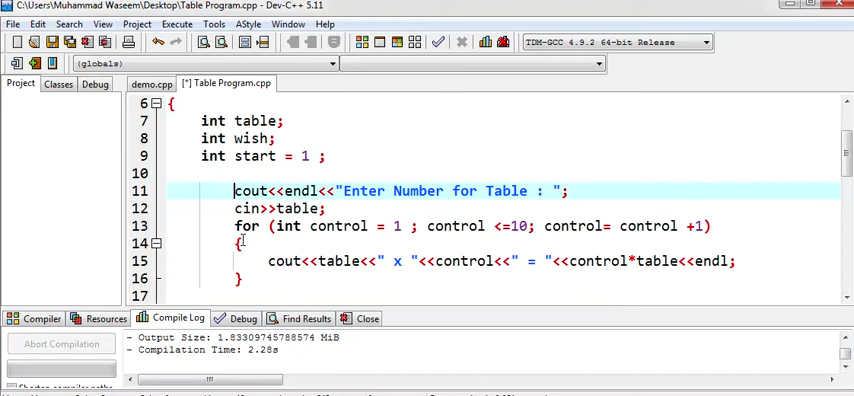 C:\Users\Muhammad Waseem\Desktop\Table Program.cpp - Dev-C++ 5.11
File Edit Search View Project Execute Tools AStyle Window Help
TDM-GCC 4.9.2 64-bit Release
(globals)
Project Classes Debug demo.cpp [*] Table Program.cpp
6 {
7 int table;
8 int wish;
9 int start = 1 ;
10
11 cout<<endl<<"Enter Number for Table : ";
12 cin>>table;
13 for (int control = 1 ; control <=10; control= control +1)
14 {
15 cout<<table<<" x "<<control<<" = "<<control*table<<endl;
16 }
17
Compiler Resources Compile Log Debug Find Results Close
Abort Compilation
- Output Size: 1.83309745788574 MiB
- Compilation Time: 2.28s
Shorten compiler paths